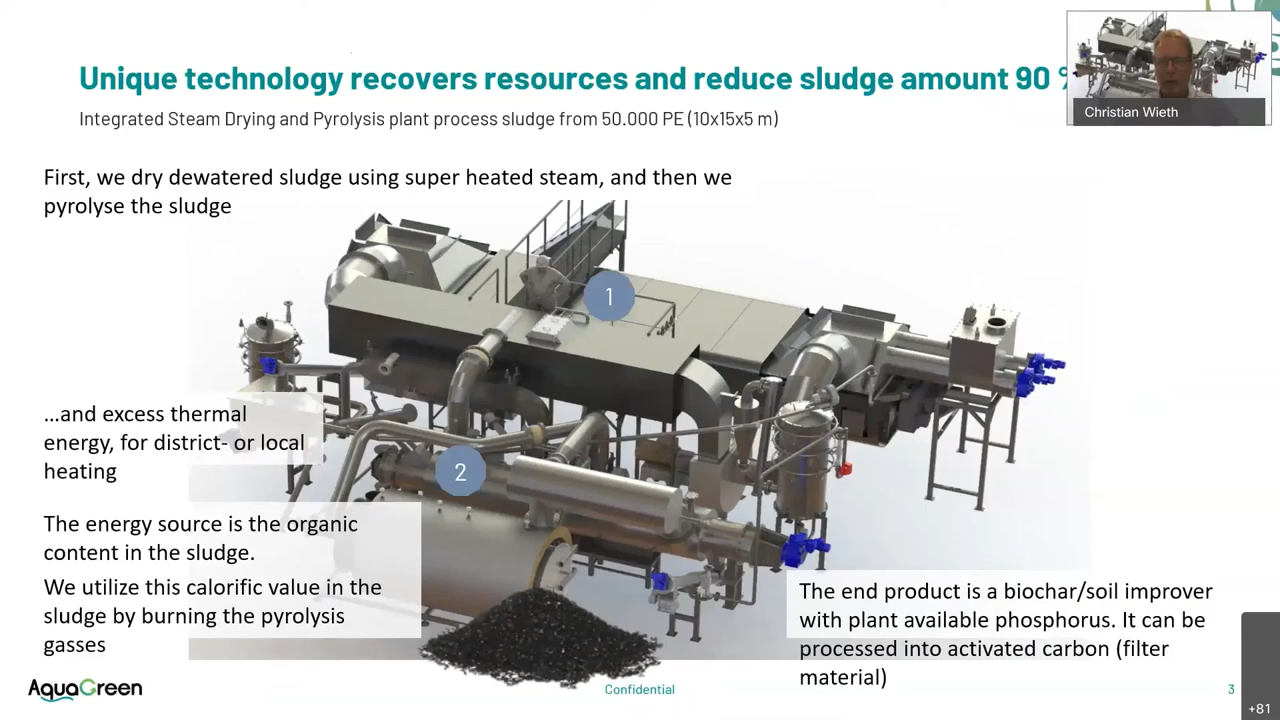 Unique technology recovers resources and reduce sludge amount 90 %
Integrated Steam Drying and Pyrolysis plant process sludge from 50.000 PE (10x15x5 m)
Christian Wieth
First, we dry dewatered sludge using super heated steam, and then we
pyrolyse the sludge
1
…and excess thermal
energy, for district- or local
heating
2
The energy source is the organic
content in the sludge.
We utilize this calorific value in the
sludge by burning the pyrolysis
gasses
The end product is a biochar/soil improver
with plant available phosphorus. It can be
processed into activated carbon (filter
material)
AquaGreen
Confidential
3
+81